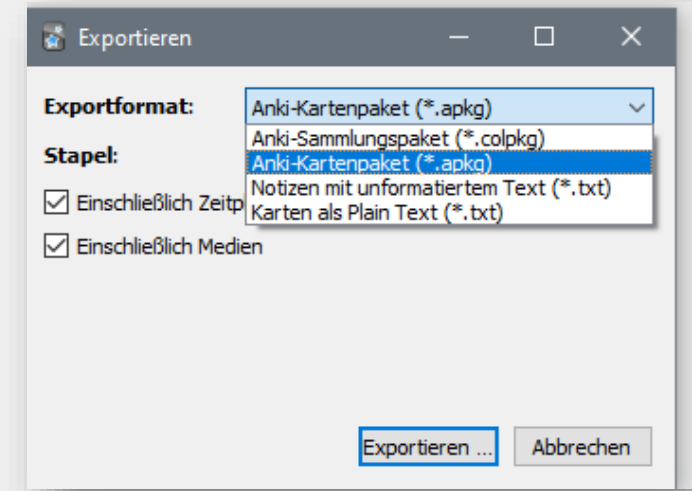 Exportieren
Exportformat: Anki-Kartenpaket (*.apkg)
Anki-Sammlungspaket (*.colpkg)
Stapel: Anki-Kartenpaket (*.apkg)
Notizen mit unformatiertem Text (*.txt)
Einschließlich
Karten als Plain Text (*.txt)
Einschließlich Medien
Exportieren ... Abbrechen